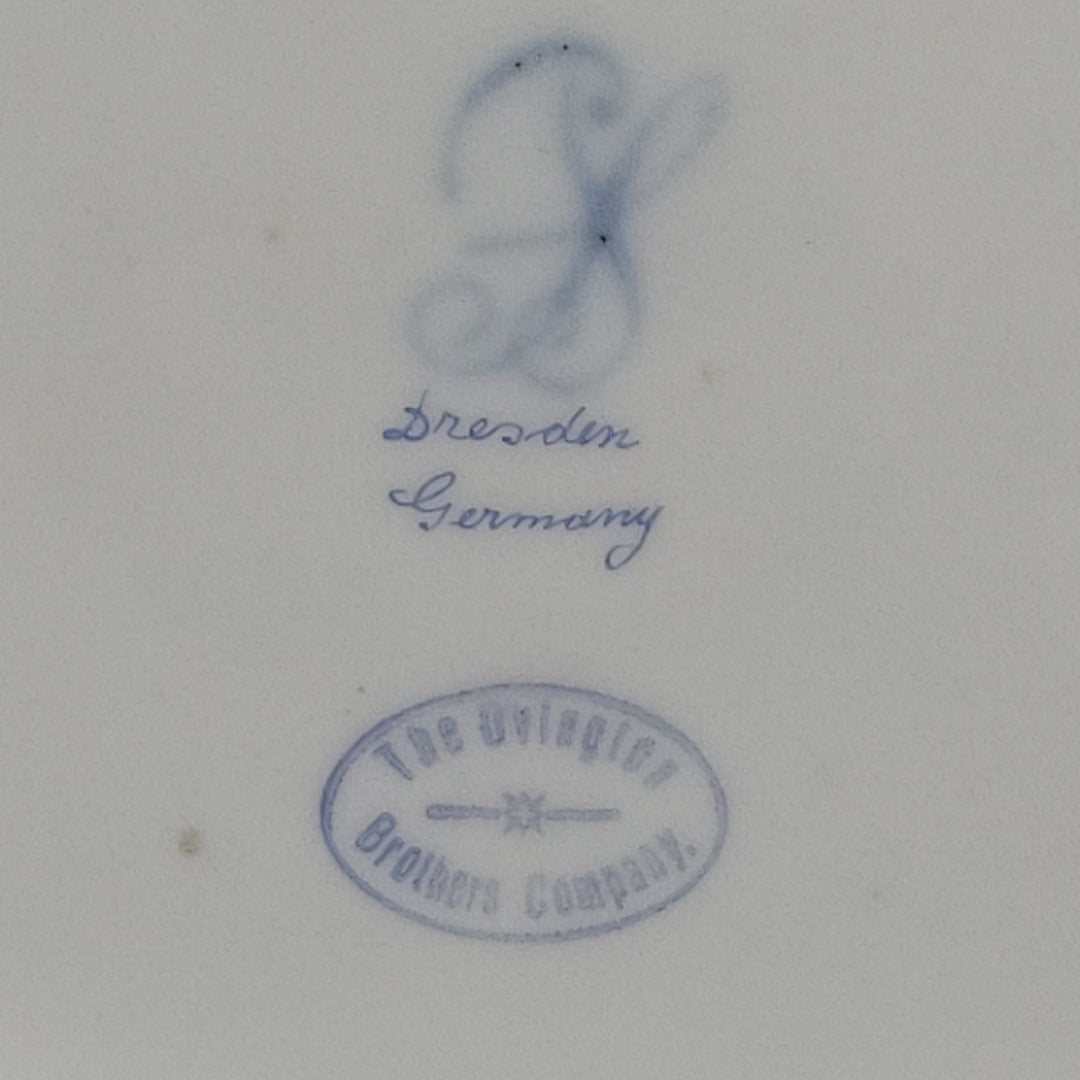 Dresden
Germany
The Ovington
Brothers Company.